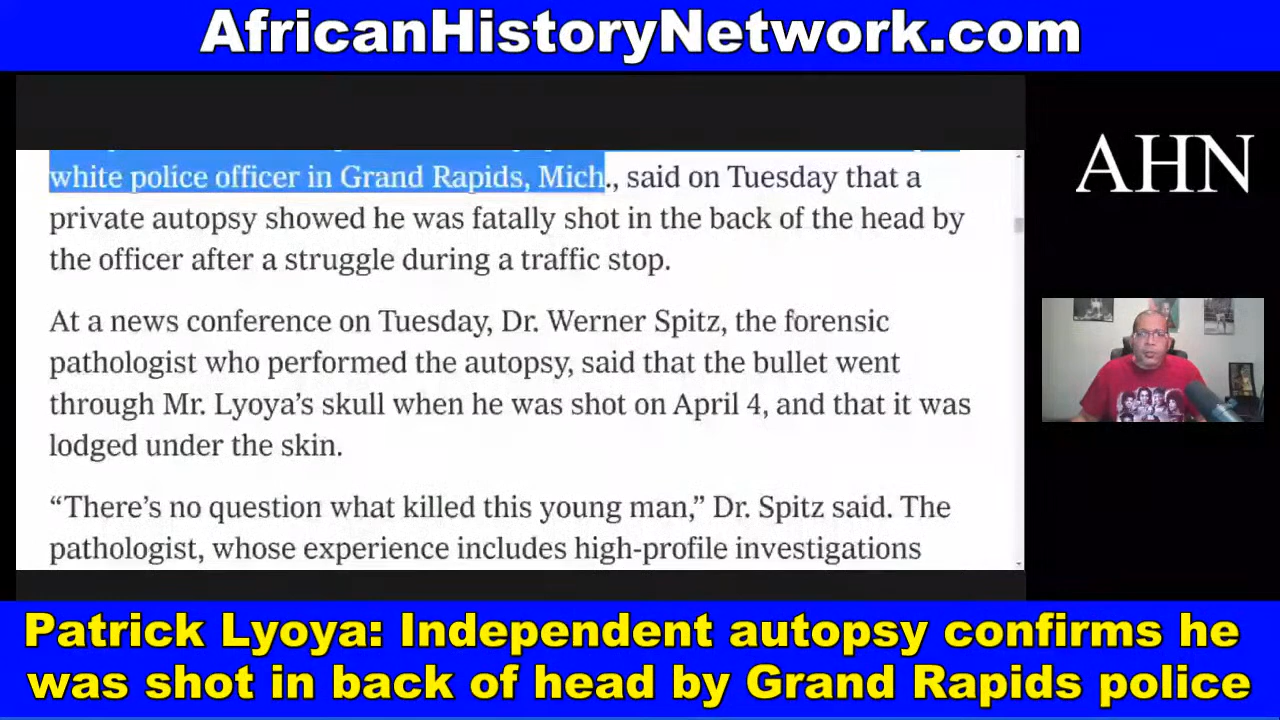 AfricanHistoryNetwork.com
AHN
white police officer in Grand Rapids, Mich., said on Tuesday that a
private autopsy showed he was fatally shot in the back of the head by
the officer after a struggle during a traffic stop.
At a news conference on Tuesday, Dr. Werner Spitz, the forensic
pathologist who performed the autopsy, said that the bullet went
through Mr. Lyoya’s skull when he was shot on April 4, and that it was
lodged under the skin.
“There’s no question what killed this young man,” Dr. Spitz said. The
pathologist, whose experience includes high-profile investigations
Patrick Lyoya: Independent autopsy confirms he
was shot in back of head by Grand Rapids police